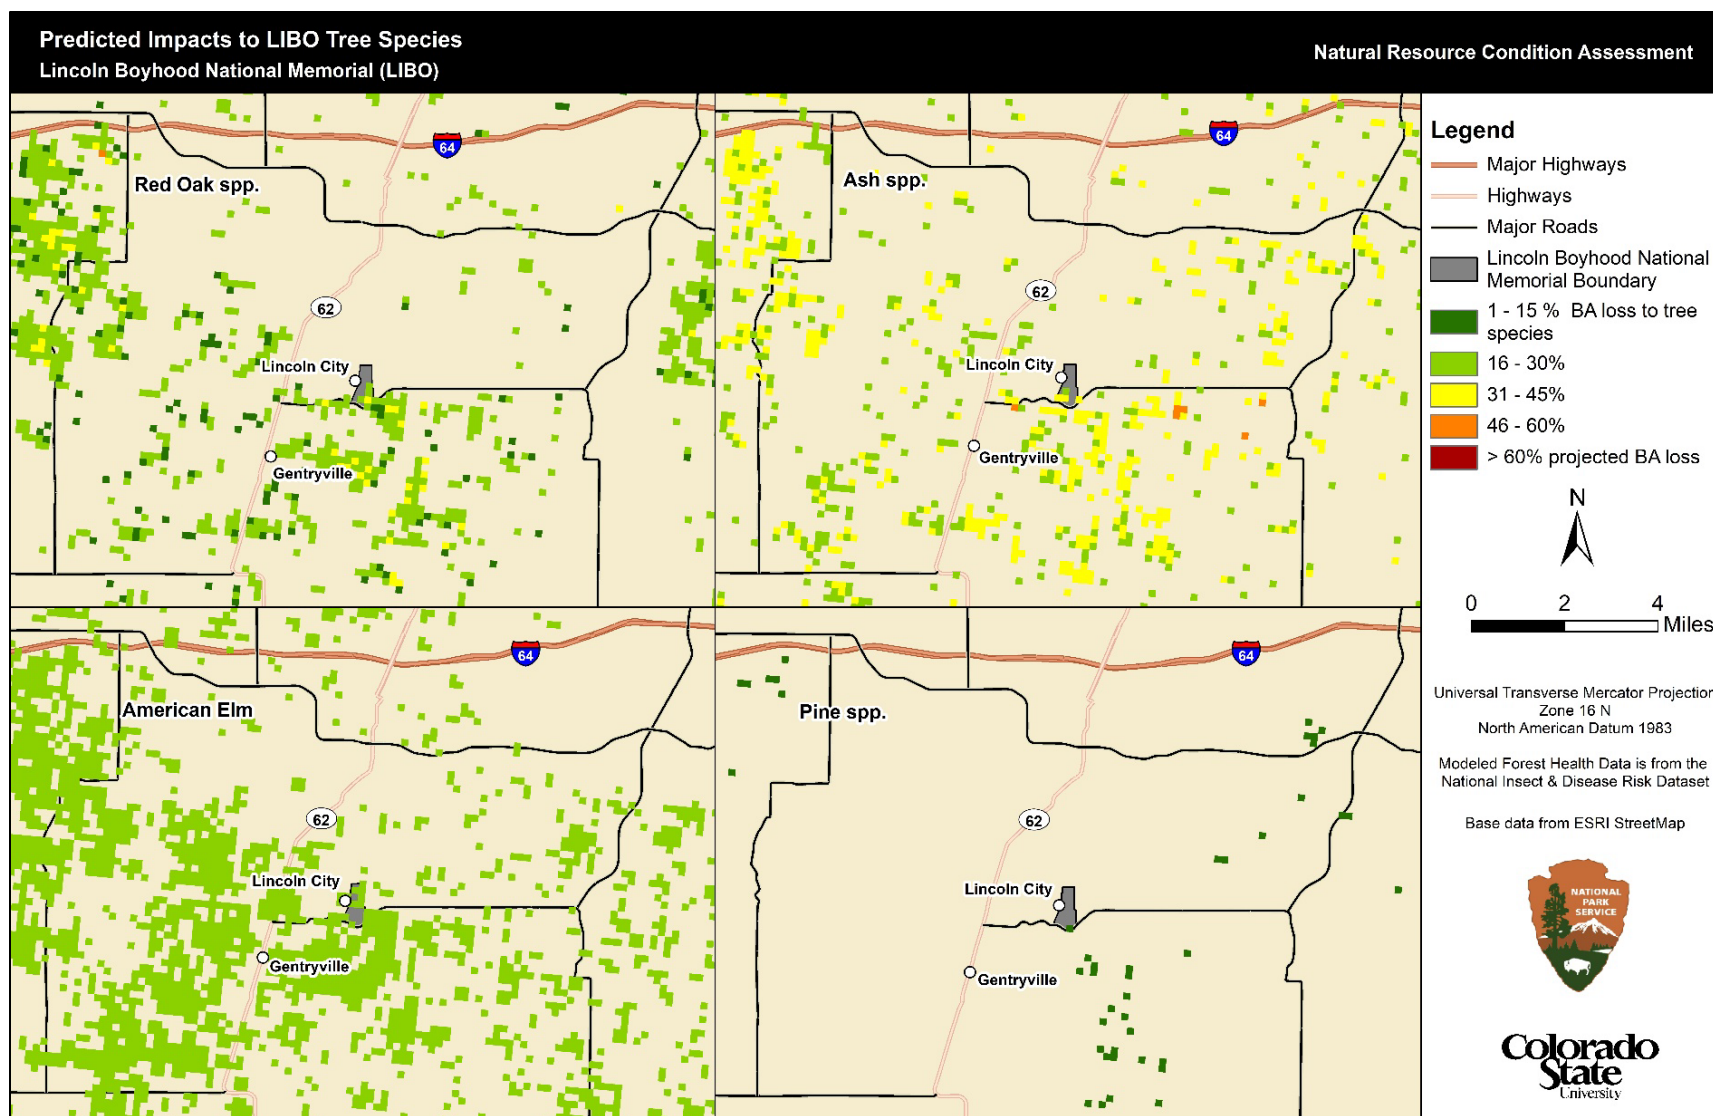 Predicted Impacts to LIBO Tree Species
Lincoln Boyhood National Memorial (LIBO)
Natural Resource Condition Assessment
64
Red Oak spp.
62
Lincoln City
Gentryville
64
Ash spp.
62
Lincoln City
Gentryville
64
American Elm
62
Lincoln City
Gentryville
64
Pine spp.
62
Lincoln City
Gentryville
Legend
Major Highways
Highways
Major Roads
Lincoln Boyhood National
Memorial Boundary
1 - 15 % BA loss to tree
species
16 - 30%
31 - 45%
46 - 60%
> 60% projected BA loss
N
0 2 4
Miles
Universal Transverse Mercator Projection
Zone 16 N
North American Datum 1983
Modeled Forest Health Data is from the
National Insect & Disease Risk Dataset
Base data from ESRI StreetMap
NATIONAL
PARK
SERVICE
Colorado
State
University